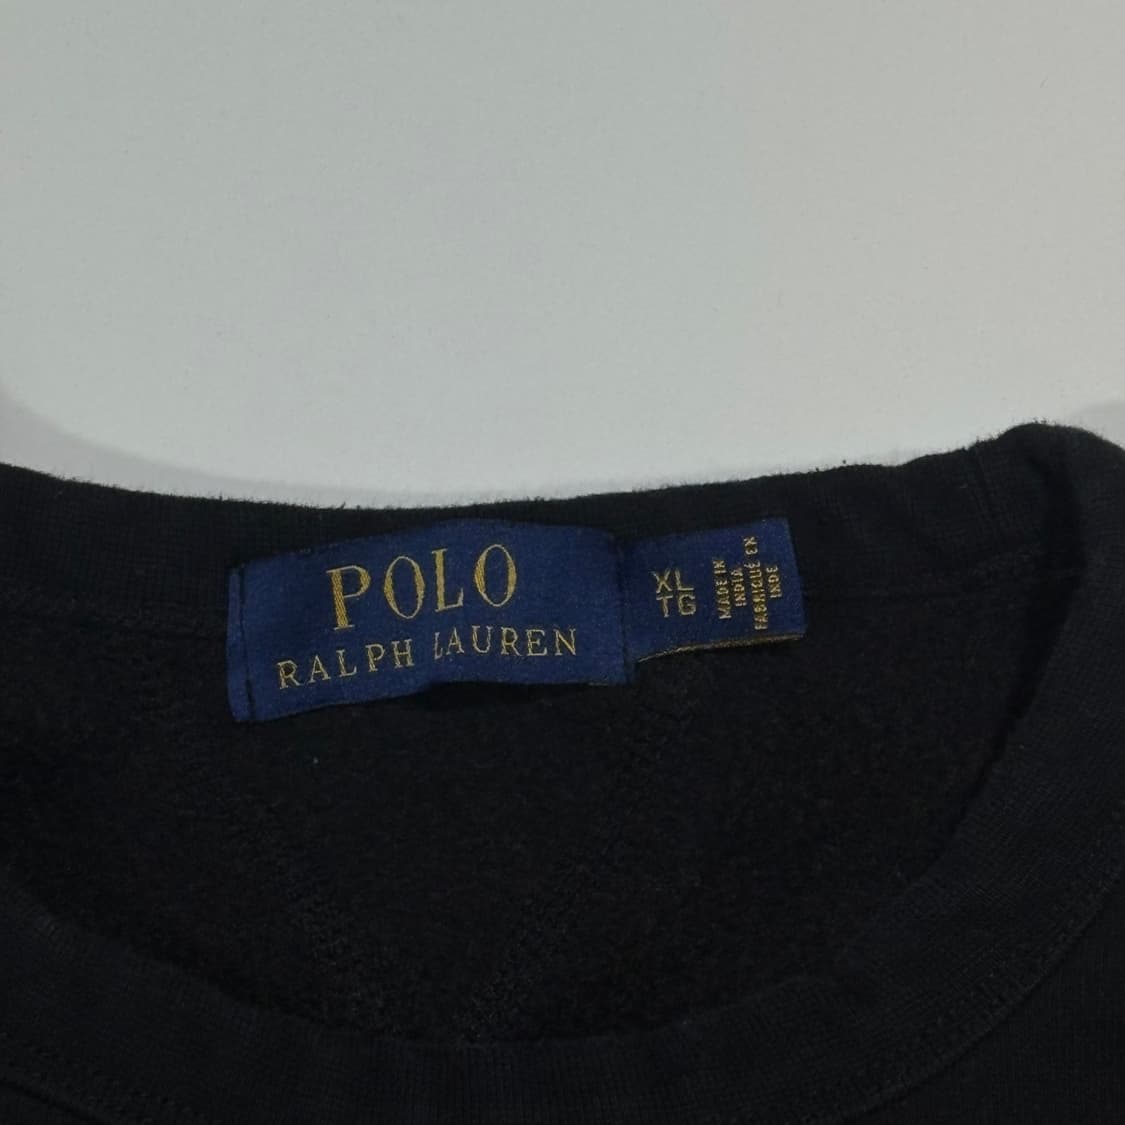 POLO
RALPH LAUREN
XL
TG
MADE IN
INDIA
FABRIQUÉ EN
INDE